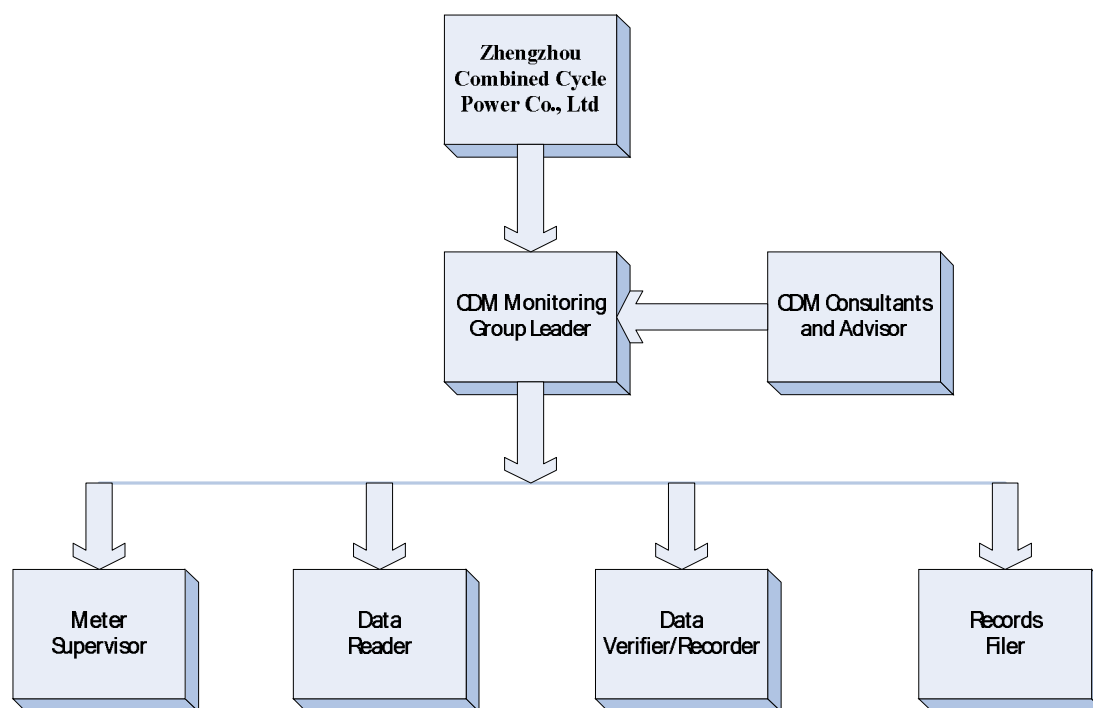 Zhengzhou
Combined Cycle
Power Co., Ltd
CDM Monitoring
Group Leader
CDM Consultants
and Advisor
Meter
Supervisor
Data
Reader
Data
Verifier/Recorder
Records
Filer